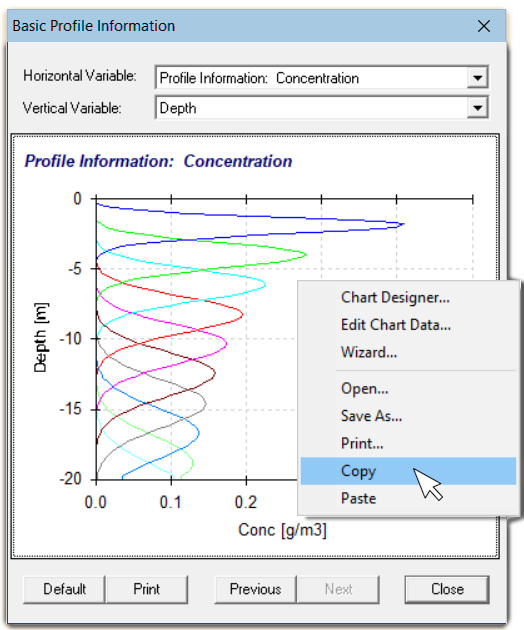 Basic Profile Information
Horizontal Variable: Profile Information: Concentration
Vertical Variable: Depth
Profile Information: Concentration
0
-5
-10
-15
-20
Depth [m]
0.0 0.1 0.2
Conc [g/m3]
Chart Designer...
Edit Chart Data...
Wizard...
Open...
Save As...
Print...
Copy
Paste
Default Print Previous Next Close